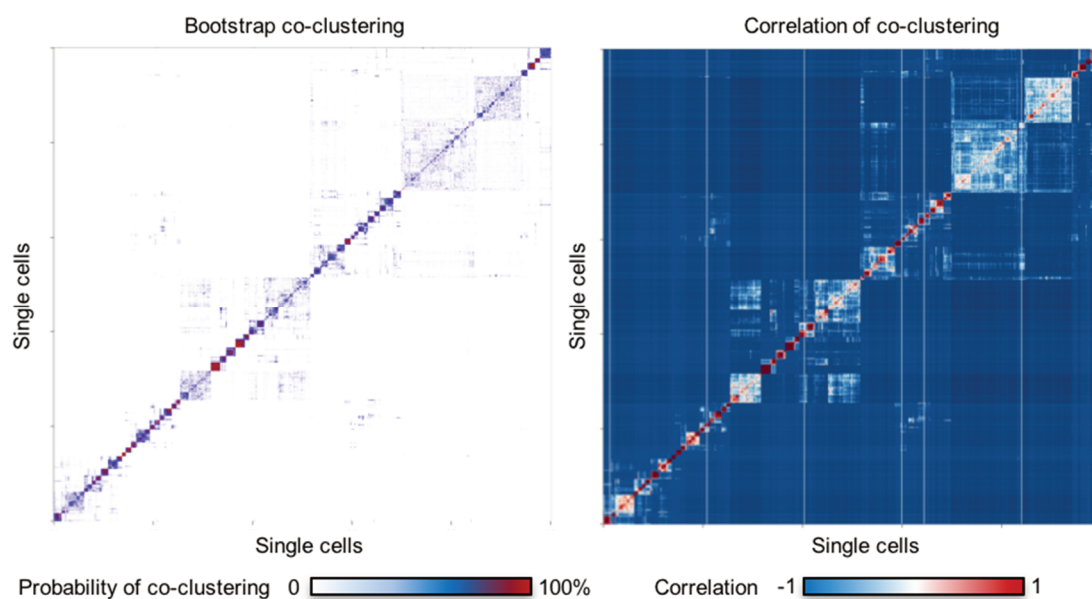 Bootstrap co-clustering
Correlation of co-clustering
Single cells
Single cells
Single cells
Single cells
Probability of co-clustering 0 100%
Correlation -1 1